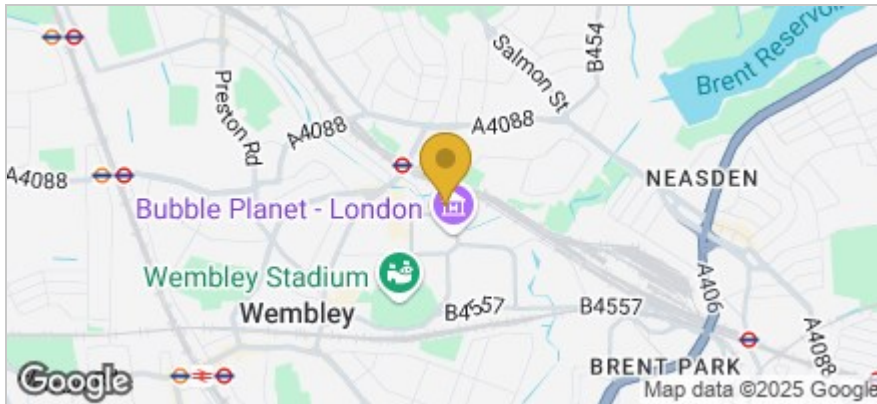 B454
Salmon St
Brent Reservoi
Preston Rd
A4088
A4088
A4088
NEASDEN
Bubble Planet - London
Wembley Stadium
Wembley
B4557
B4557
A406
A4088
BRENT PARK
Google
Map data ©2025 Google